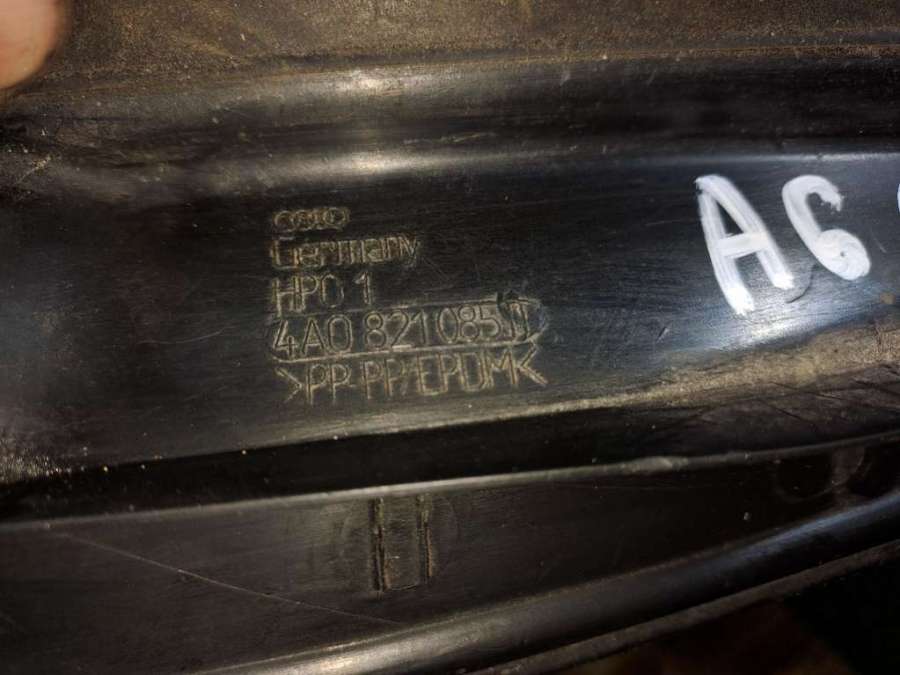 Germany
HPO 1
4A0 821 085 D
>PP-PP/EPDM<
A6